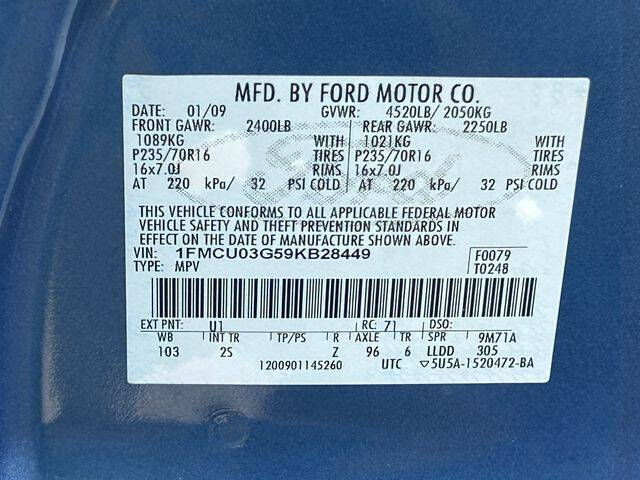 MFD. BY FORD MOTOR CO.
DATE: 01/09 GVWR: 4520LB/ 2050KG
FRONT GAWR: 2400LB REAR GAWR: 2250LB
1089KG WITH 1021KG WITH
P235/70R16 TIRES P235/70R16 TIRES
16x7.0J RIMS 16x7.0J RIMS
AT 220 kPa/ 32 PSI COLD AT 220 kPa/ 32 PSI COLD
THIS VEHICLE CONFORMS TO ALL APPLICABLE FEDERAL MOTOR
VEHICLE SAFETY AND THEFT PREVENTION STANDARDS IN
EFFECT ON THE DATE OF MANUFACTURE SHOWN ABOVE.
VIN: 1FMCU03G59KB28449 F0079
TYPE: MPV T0248
EXT PNT: U1 RC: 71 DSO:
WB INT TR TP/PS R AXLE TR SPR 9M71A
103 2S Z 96 6 LLDD 305
1200901145260 UTC ▽5U5A-1520472-BA